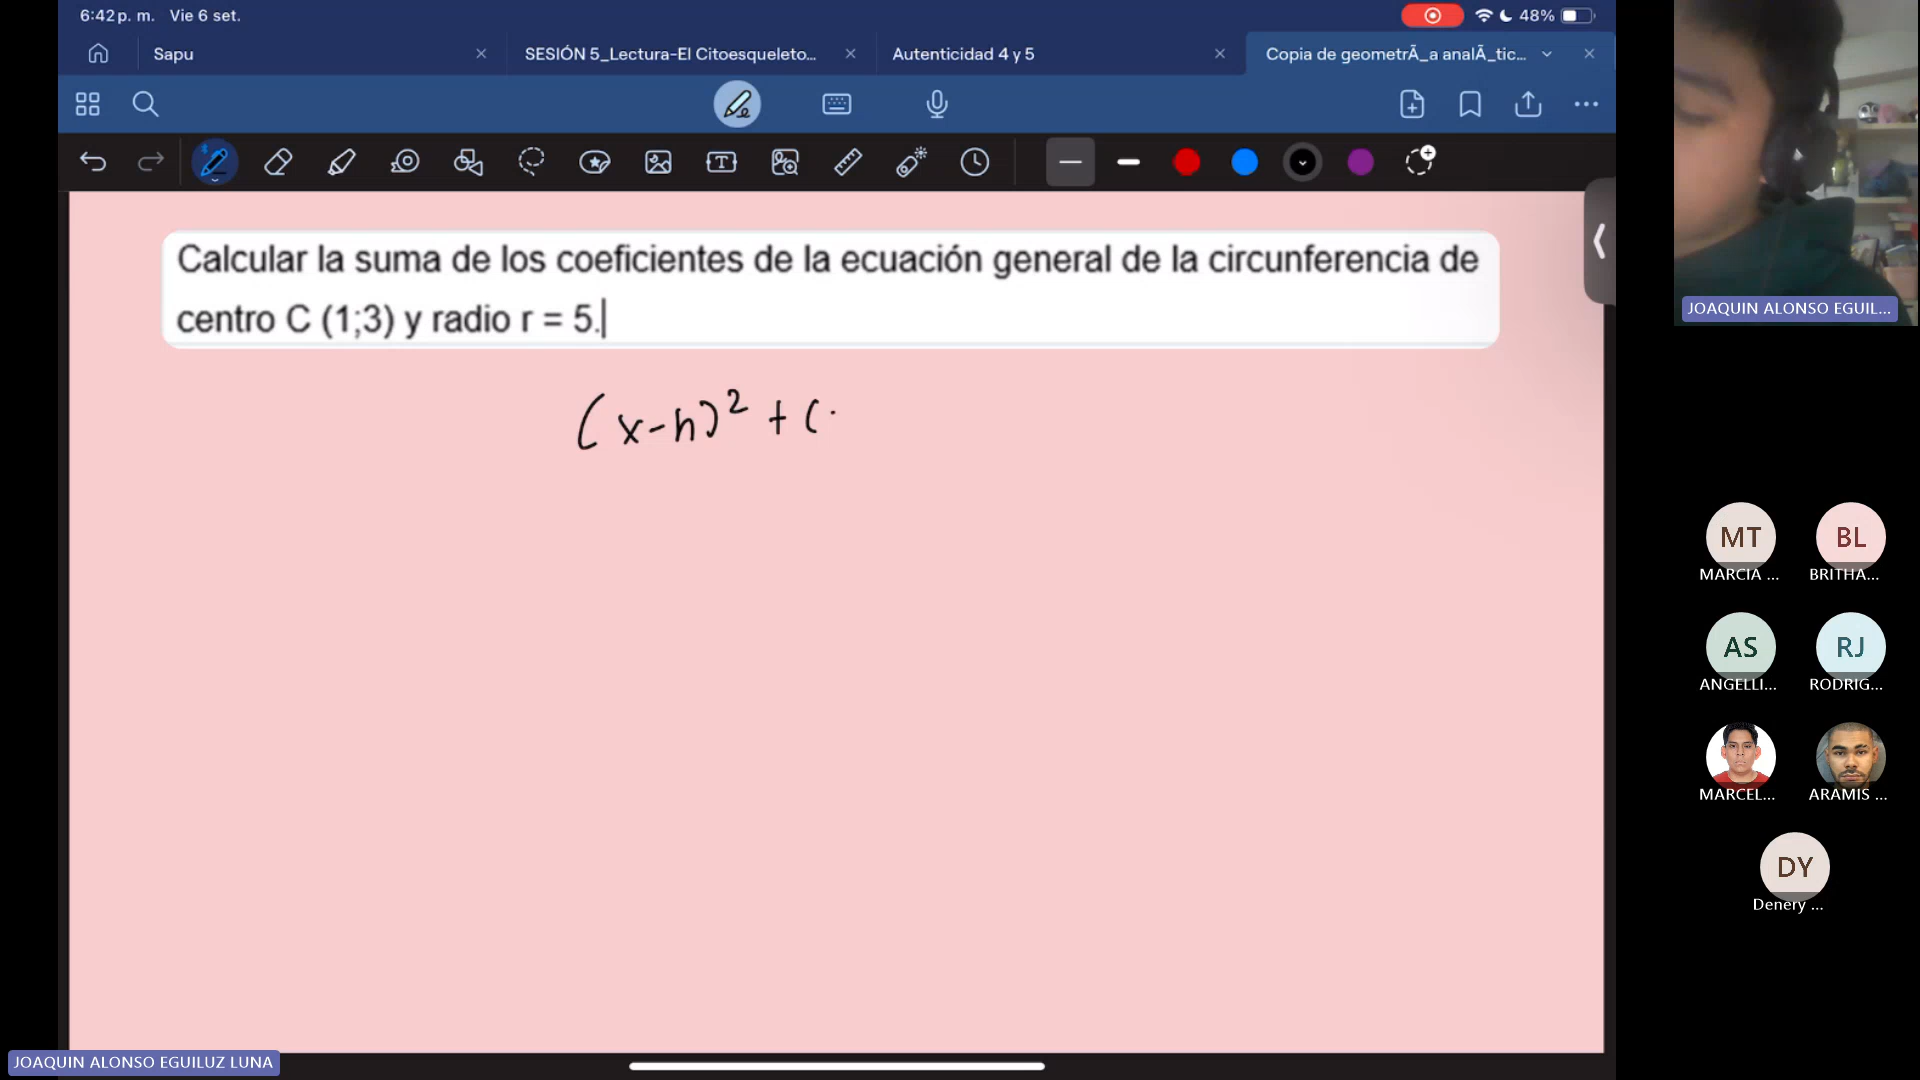 6:42 p. m. Vie 6 set.
48%
Sapu
SESIÓN 5_Lectura-El Citoesqueleto...
Autenticidad 4 y 5
Copia de geometrÃ_a analÃ_tic...
Calcular la suma de los coeficientes de la ecuación general de la circunferencia de
centro C (1;3) y radio r = 5.
(x-h)² + (
JOAQUIN ALONSO EGUIL...
MT
BL
MARCIA ...
BRITHA...
AS
RJ
ANGELLI...
RODRIG...
MARCEL...
ARAMIS ...
DY
Denery ...
JOAQUIN ALONSO EGUILUZ LUNA